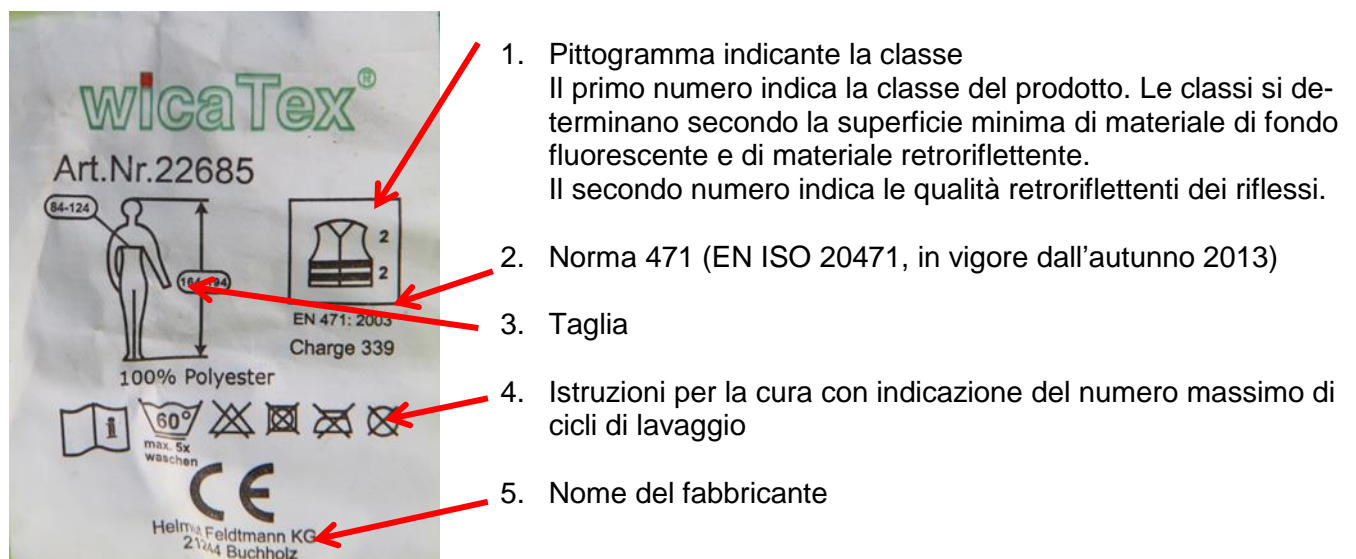 wicaTex®
Art.Nr.22685
84-124
2
2
164-194
EN 471: 2003
Charge 339
100% Polyester
i
60°
max. 5x
waschen
CE
Helmut Feldtmann KG
21244 Buchholz
1. Pittogramma indicante la classe
Il primo numero indica la classe del prodotto. Le classi si de-
terminano secondo la superficie minima di materiale di fondo
fluorescente e di materiale retroriflettente.
Il secondo numero indica le qualità retroriflettenti dei riflessi.
2. Norma 471 (EN ISO 20471, in vigore dall’autunno 2013)
3. Taglia
4. Istruzioni per la cura con indicazione del numero massimo di
cicli di lavaggio
5. Nome del fabbricante